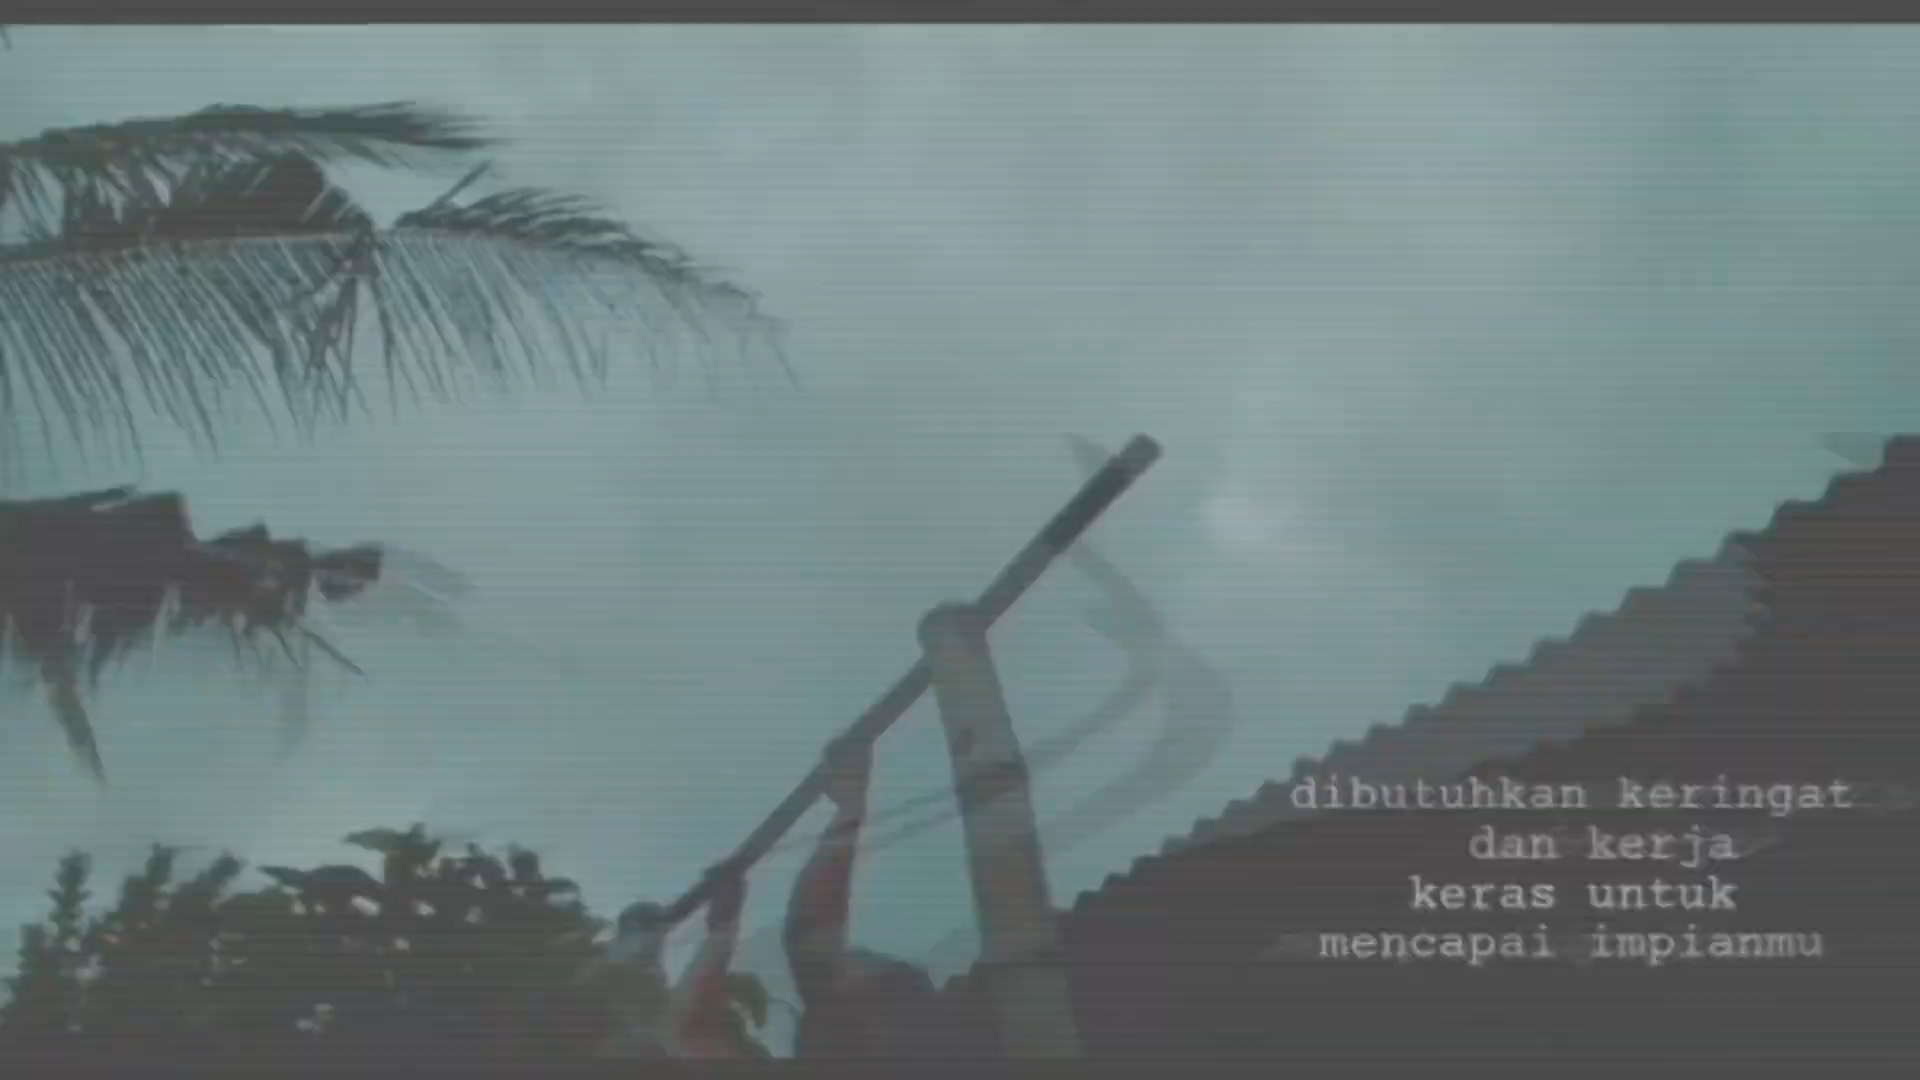 dibutuhkan keringat
dan kerja
keras untuk
mencapai impianmu